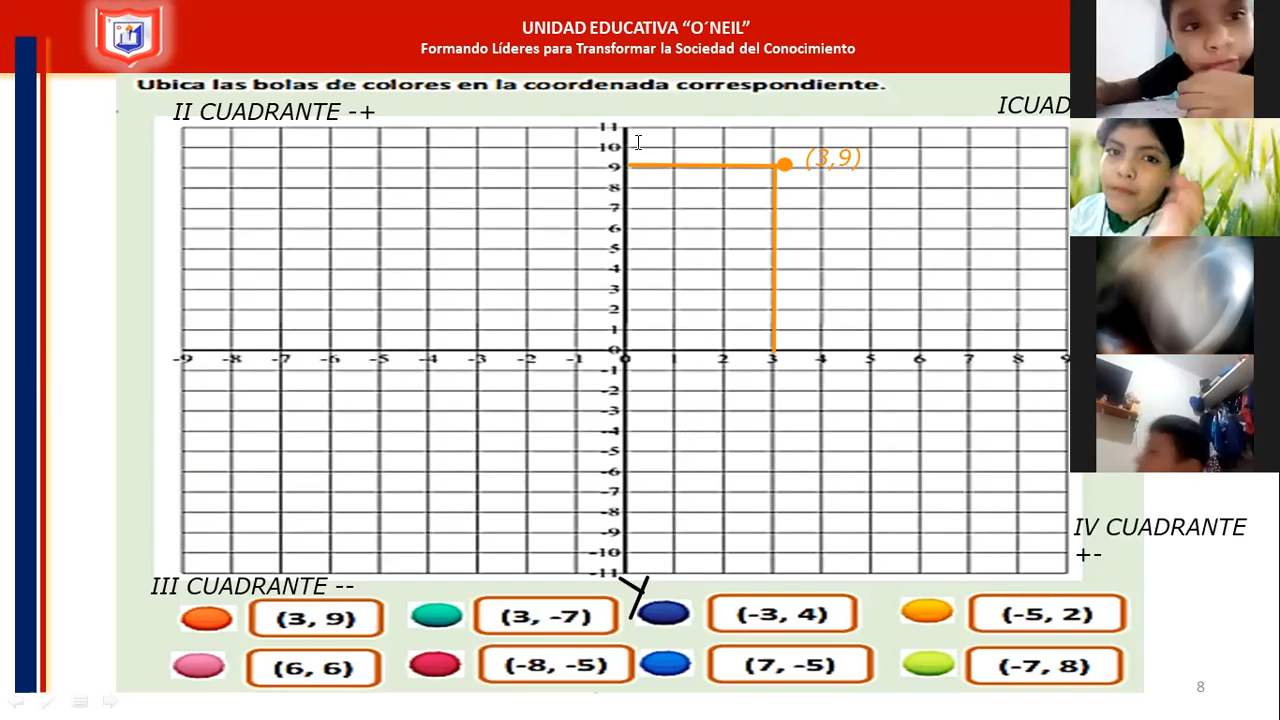 UNIDAD EDUCATIVA “O´NEIL”
Formando Líderes para Transformar la Sociedad del Conocimiento
Ubica las bolas de colores en la coordenada correspondiente.
II CUADRANTE -+
ICUAD
11
10
9
8
7
6
5
4
3
2
1
0
-9 -8 -7 -6 -5 -4 -3 -2 -1 0 1 2 3 4 5 6 7 8 9
-1
-2
-3
-4
-5
-6
-7
-8
-9
-10
-11
(3,9)
IV CUADRANTE
+-
III CUADRANTE --
Y
(3, 9) (3, -7) (-3, 4) (-5, 2)
(6, 6) (-8, -5) (7, -5) (-7, 8)
8